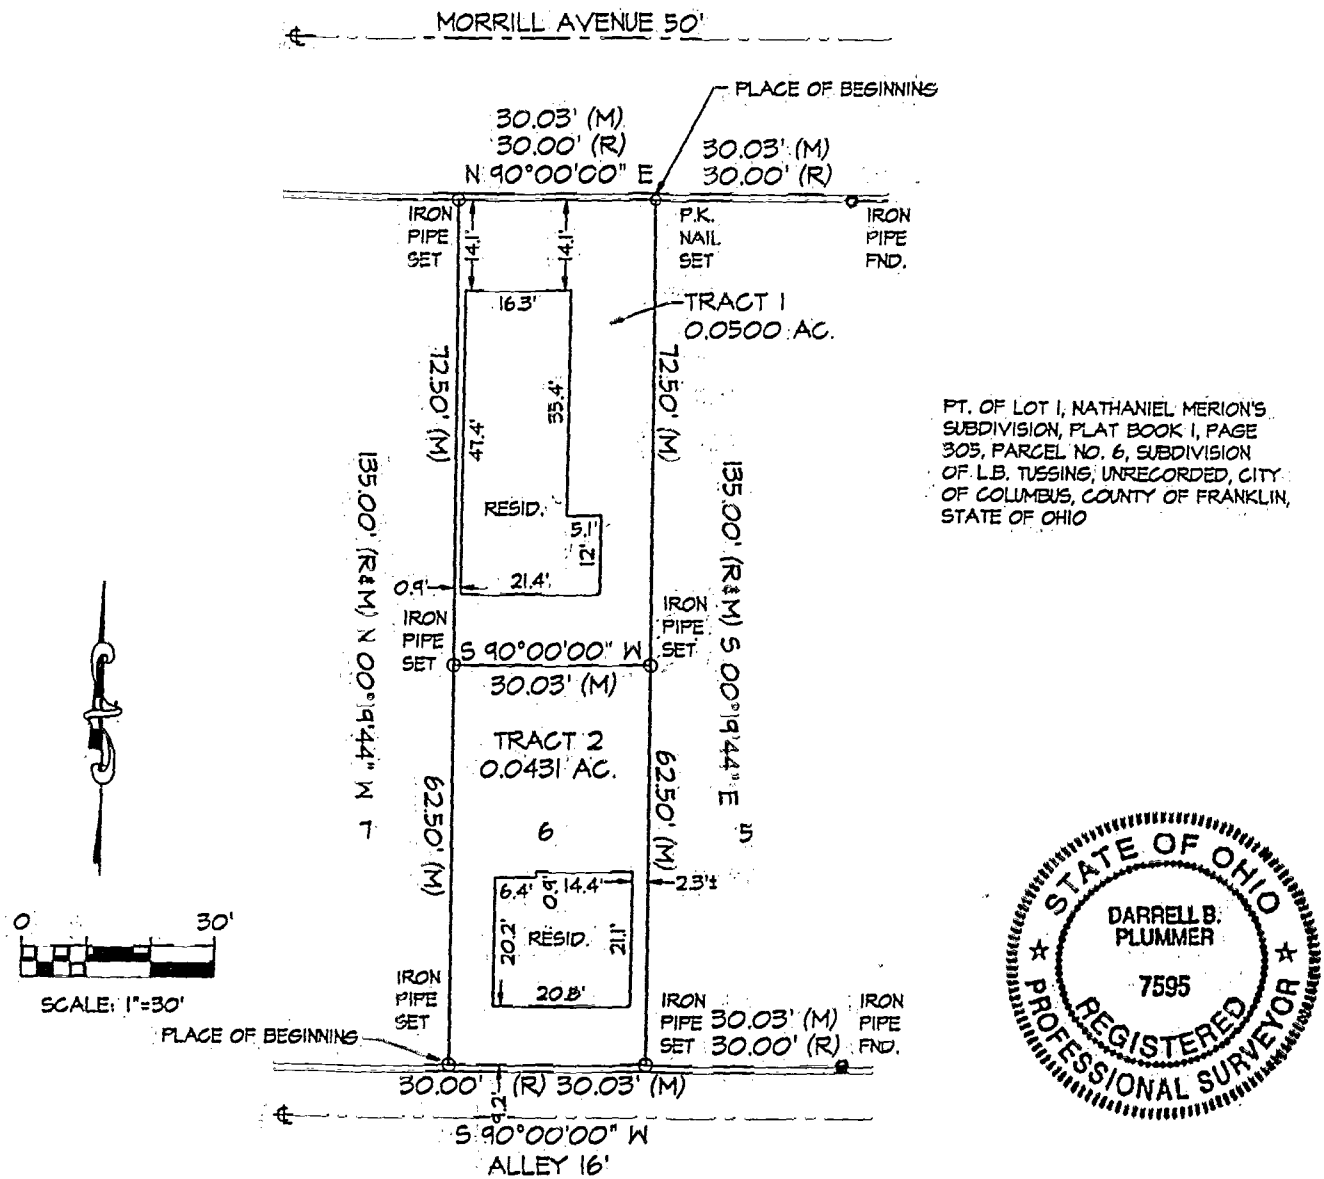 MORRILL AVENUE 50'
PLACE OF BEGINNING
30.03' (M)
30.00' (R)
N 90°00'00" E
30.03' (M)
30.00' (R)
IRON
PIPE
SET
14.1'
14.1'
P.K.
NAIL
SET
IRON
PIPE
FND.
16.3'
TRACT 1
0.0500 AC.
72.50' (M)
72.50' (M)
47.4'
35.4'
PT. OF LOT 1, NATHANIEL MERION'S
SUBDIVISION, PLAT BOOK 1, PAGE
305, PARCEL NO. 6, SUBDIVISION
OF L.B. TUSSING, UNRECORDED, CITY
OF COLUMBUS, COUNTY OF FRANKLIN,
STATE OF OHIO
135.00' (R&M) N 00°19'44" W
135.00' (R&M) S 00°19'44" E
RESID.
5.1'
12'
0.9'
21.4'
IRON
PIPE
SET
IRON
PIPE
SET
S 90°00'00" W
30.03' (M)
TRACT 2
0.0431 AC.
62.50' (M)
62.50' (M)
7
6
5
6.4'
0.9'
14.4'
2.3'±
20.2'
RESID.
21.1'
20.8'
0
30'
SCALE: 1"=30'
IRON
PIPE
SET
PLACE OF BEGINNING
IRON
PIPE
SET
30.03' (M)
30.00' (R)
IRON
PIPE
FND.
30.00' (R) 30.03' (M)
9.2'
S 90°00'00" W
ALLEY 16'
STATE OF OHIO
DARRELL B.
PLUMMER
7595
REGISTERED
PROFESSIONAL SURVEYOR